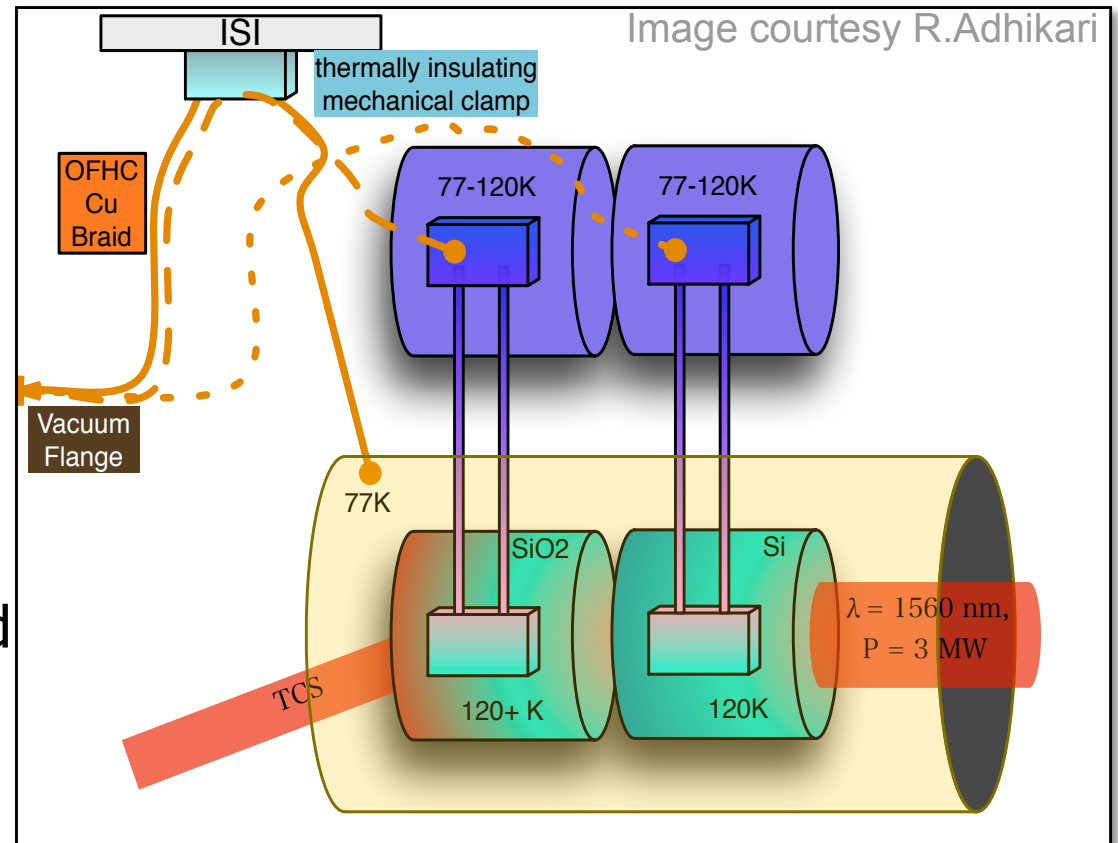 ISI
Image courtesy R.Adhikari
thermally insulating
mechanical clamp
OFHC
Cu
Braid
77-120K
77-120K
Vacuum
Flange
77K
SiO2
Si
λ = 1560 nm,
P = 3 MW
TCS
120+ K
120K
d